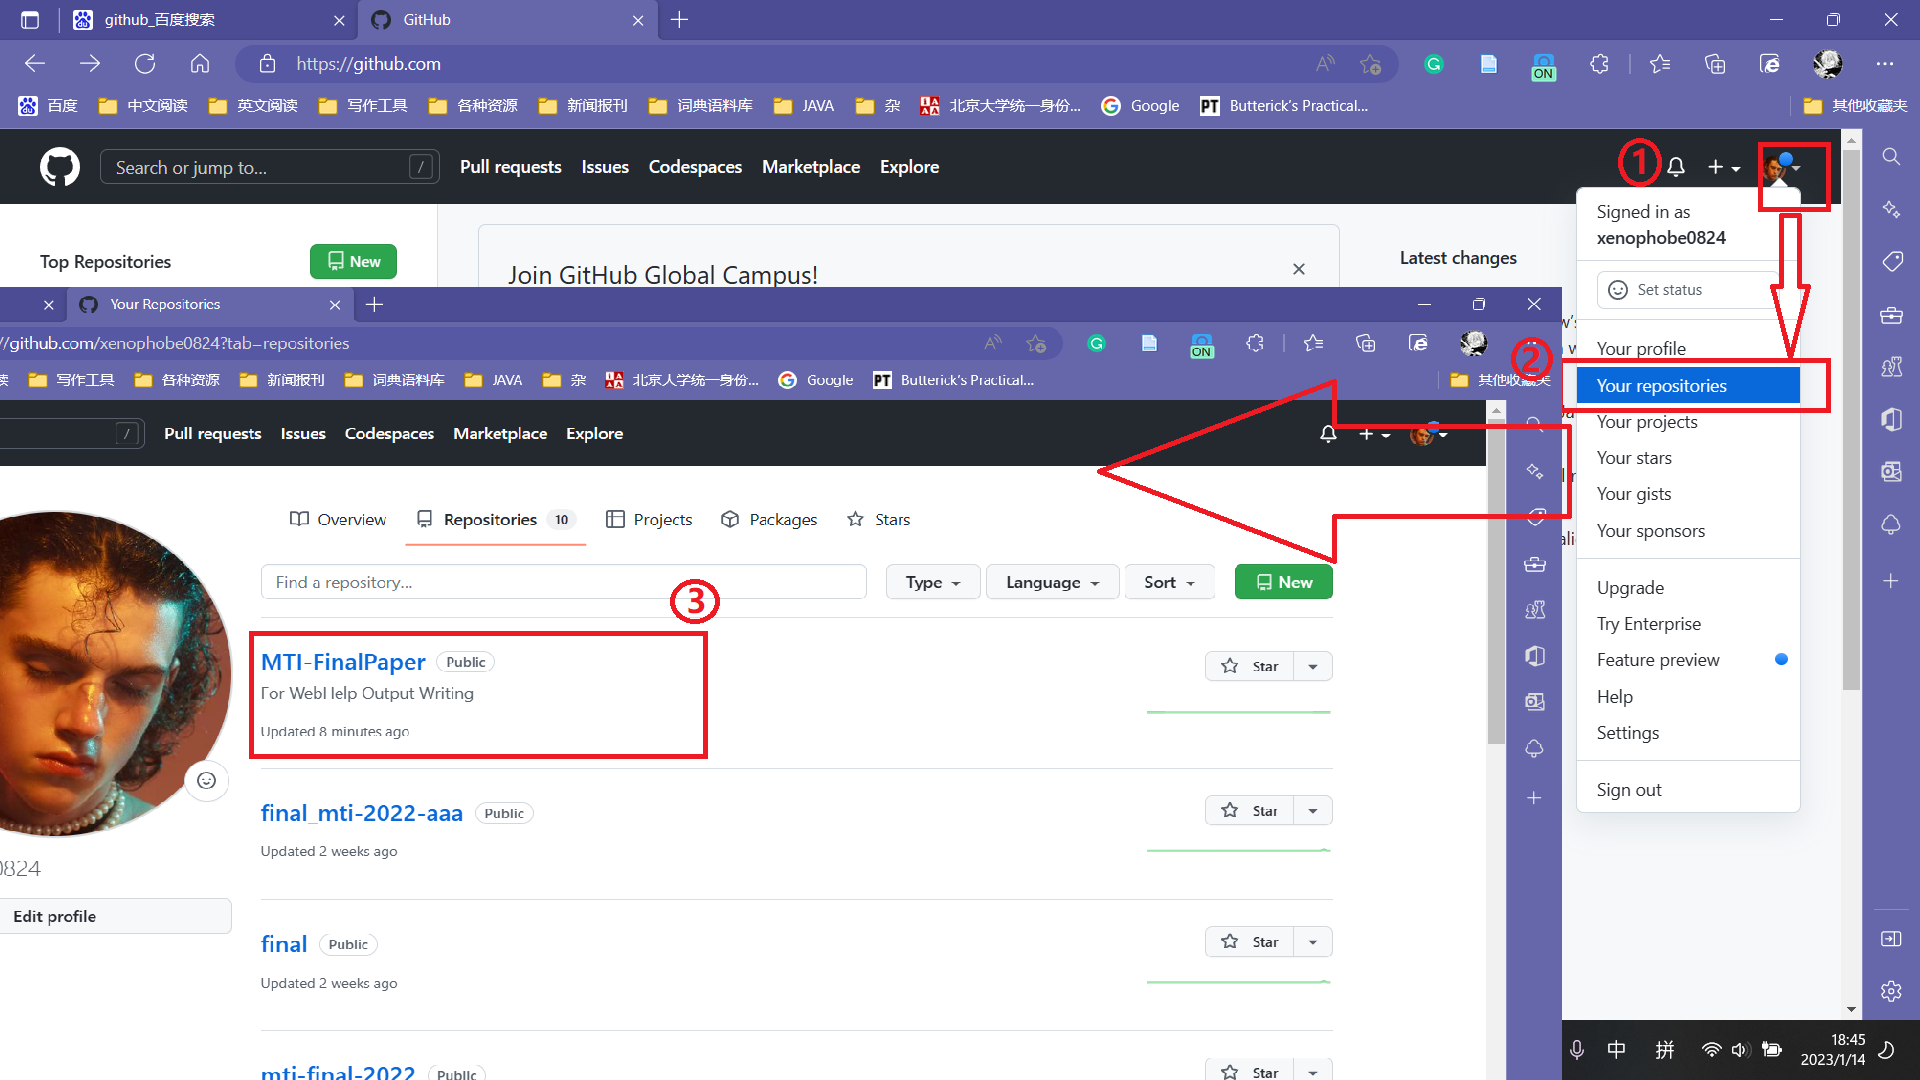 github_百度搜索
GitHub
https://github.com
ON
百度
中文阅读
英文阅读
写作工具
各种资源
新闻报刊
词典语料库
JAVA
杂
北京大学统一身份...
Google
PT
Butterick's Practical...
其他收藏夹
Search or jump to...
/
Pull requests
Issues
Codespaces
Marketplace
Explore
①
Signed in as
xenophobe0824
Set status
Top Repositories
New
Join GitHub Global Campus!
Latest changes
Your Repositories
//github.com/xenophobe0824?tab=repositories
ON
写作工具
各种资源
新闻报刊
词典语料库
JAVA
杂
北京大学统一身份...
Google
PT
Butterick's Practical...
其他收藏夹
②
Your profile
Your repositories
Your projects
Your stars
Your gists
Your sponsors
Upgrade
Try Enterprise
Feature preview
Help
Settings
Sign out
/
Pull requests
Issues
Codespaces
Marketplace
Explore
Overview
Repositories 10
Projects
Packages
Stars
Find a repository...
Type
Language
Sort
New
③
MTI-FinalPaper Public
For WebHelp Output Writing
Updated 8 minutes ago
Star
final_mti-2022-aaa Public
Updated 2 weeks ago
Star
final Public
Updated 2 weeks ago
Star
mti-final-2022 Public
Star
0824
Edit profile
中
拼
18:45
2023/1/14